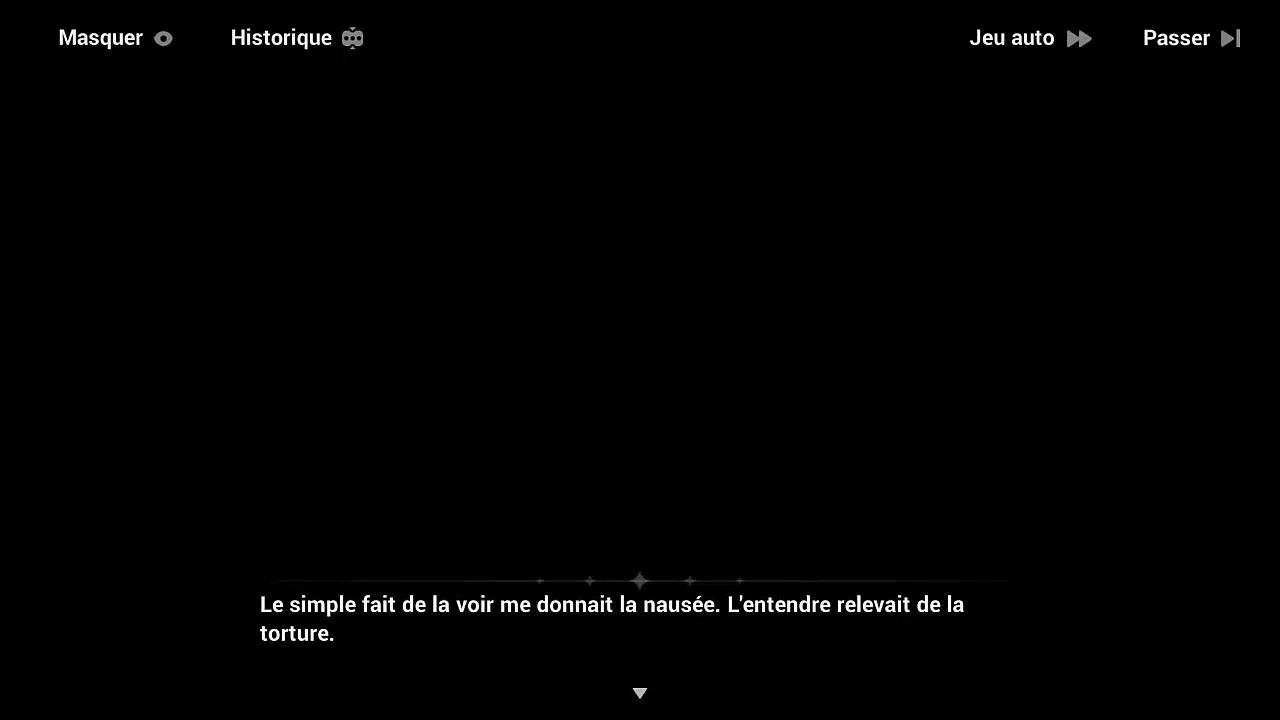 Masquer Historique Jeu auto Passer
Le simple fait de la voir me donnait la nausée. L'entendre relevait de la
torture.